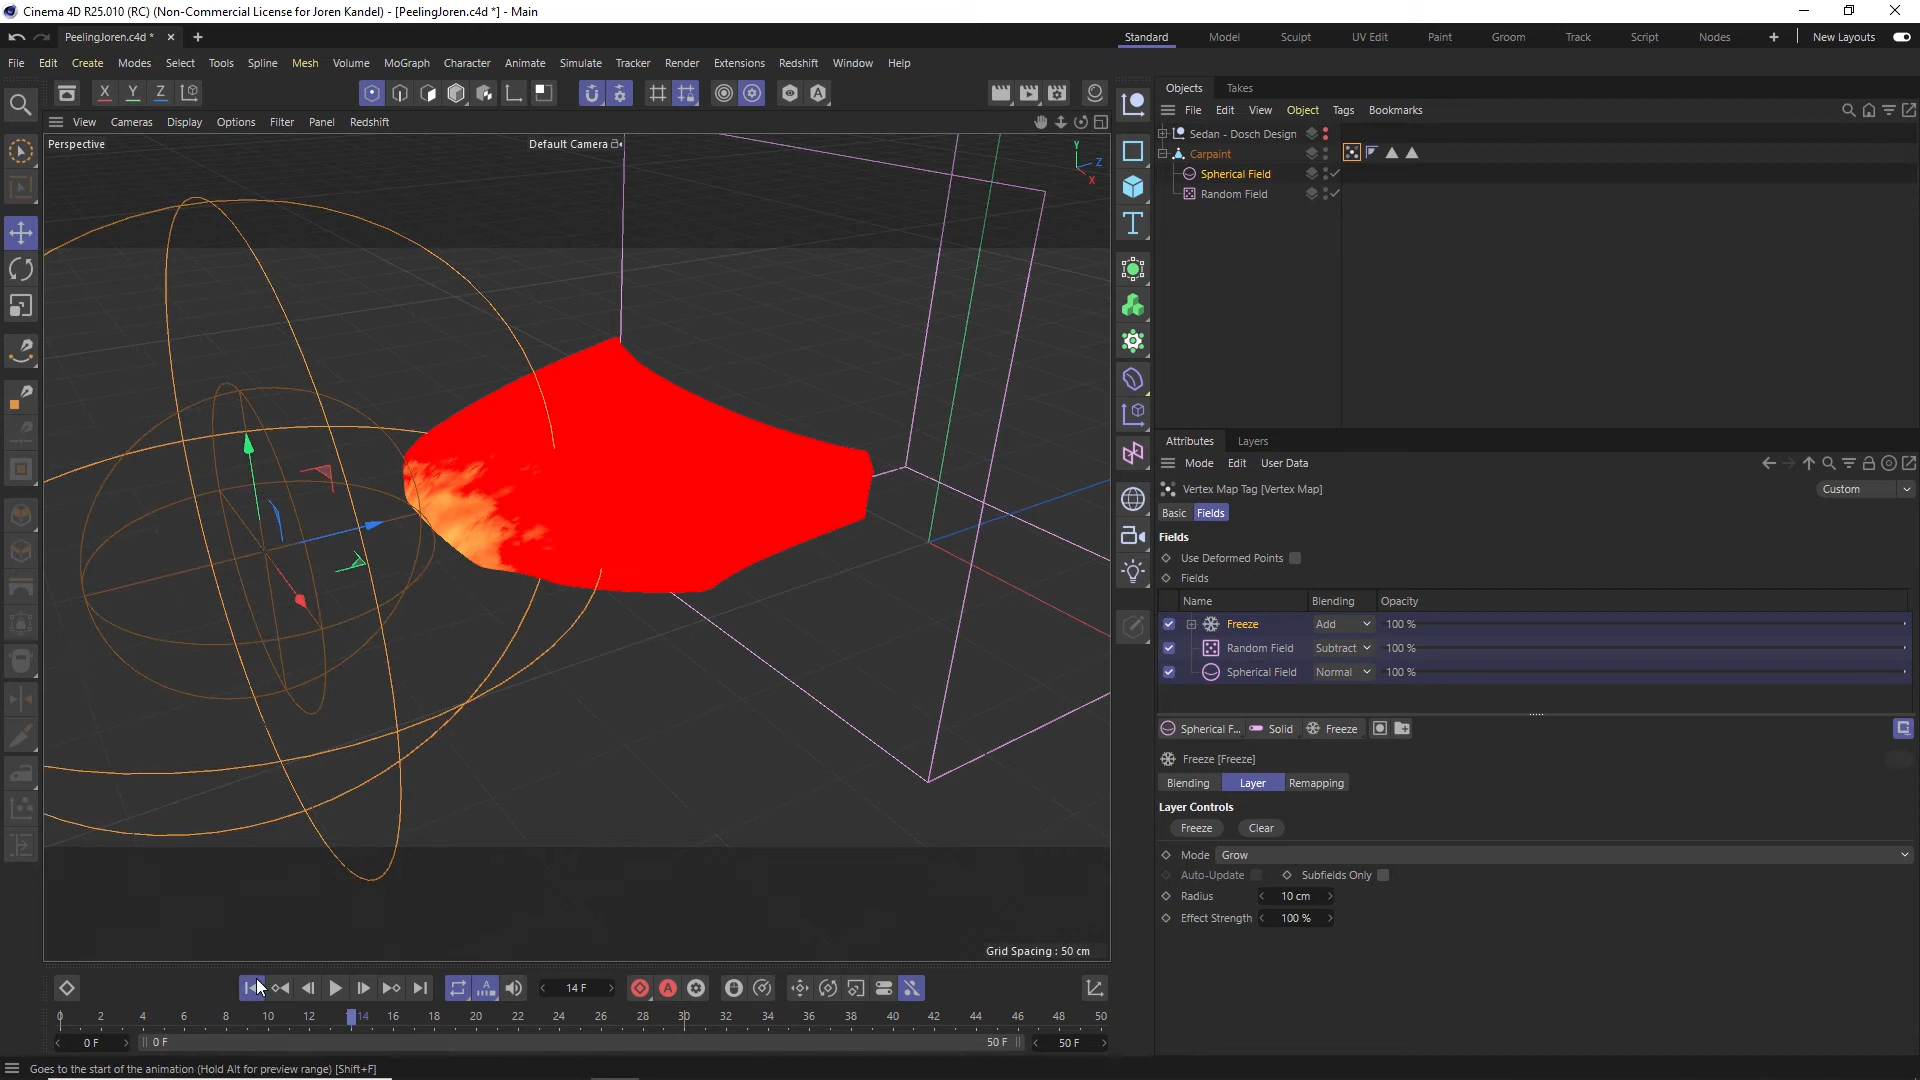 Cinema 4D R25.010 (RC) (Non-Commercial License for Joren Kandel) - [PeelingJoren.c4d *] - Main
PeelingJoren.c4d *
Standard Model Sculpt UV Edit Paint Groom Track Script Nodes New Layouts
File Edit Create Modes Select Tools Spline Mesh Volume MoGraph Character Animate Simulate Tracker Render Extensions Redshift Window Help
X Y Z
Objects Takes
File Edit View Object Tags Bookmarks
View Cameras Display Options Filter Panel Redshift
Perspective
Default Camera
Y
Z
X
Sedan - Dosch Design
Carpaint
Spherical Field
Random Field
Attributes Layers
Mode Edit User Data
Vertex Map Tag [Vertex Map]
Custom
Basic Fields
Fields
Use Deformed Points
Fields
Name Blending Opacity
Freeze Add 100 %
Random Field Subtract 100 %
Spherical Field Normal 100 %
Spherical F... Solid Freeze
Freeze [Freeze]
Blending Layer Remapping
Layer Controls
Freeze Clear
Mode Grow
Auto-Update Subfields Only
Radius 10 cm
Effect Strength 100 %
Grid Spacing : 50 cm
14 F
0 2 4 6 8 10 12 14 16 18 20 22 24 26 28 30 32 34 36 38 40 42 44 46 48 50
0 F 0 F 50 F 50 F
Goes to the start of the animation (Hold Alt for preview range) [Shift+F]